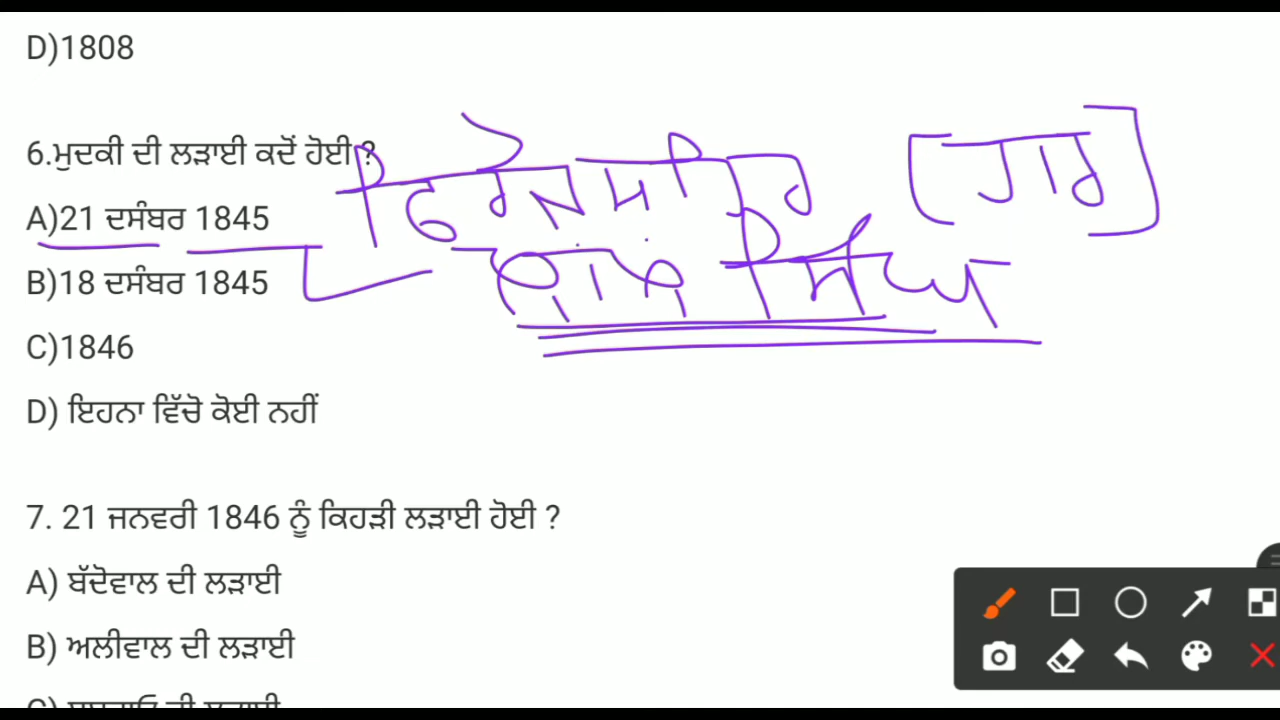 D)1808
6.ਮੁਦਕੀ ਦੀ ਲੜਾਈ ਕਦੋਂ ਹੋਈ ?
A)21 ਦਸੰਬਰ 1845
B)18 ਦਸੰਬਰ 1845
C)1846
D) ਇਹਨਾ ਵਿੱਚੋ ਕੋਈ ਨਹੀਂ
[ਹਾਰ]
ਲਾਲ ਸਿੰਘ
7. 21 ਜਨਵਰੀ 1846 ਨੂੰ ਕਿਹੜੀ ਲੜਾਈ ਹੋਈ ?
A) ਬੱਦੋਵਾਲ ਦੀ ਲੜਾਈ
B) ਅਲੀਵਾਲ ਦੀ ਲੜਾਈ